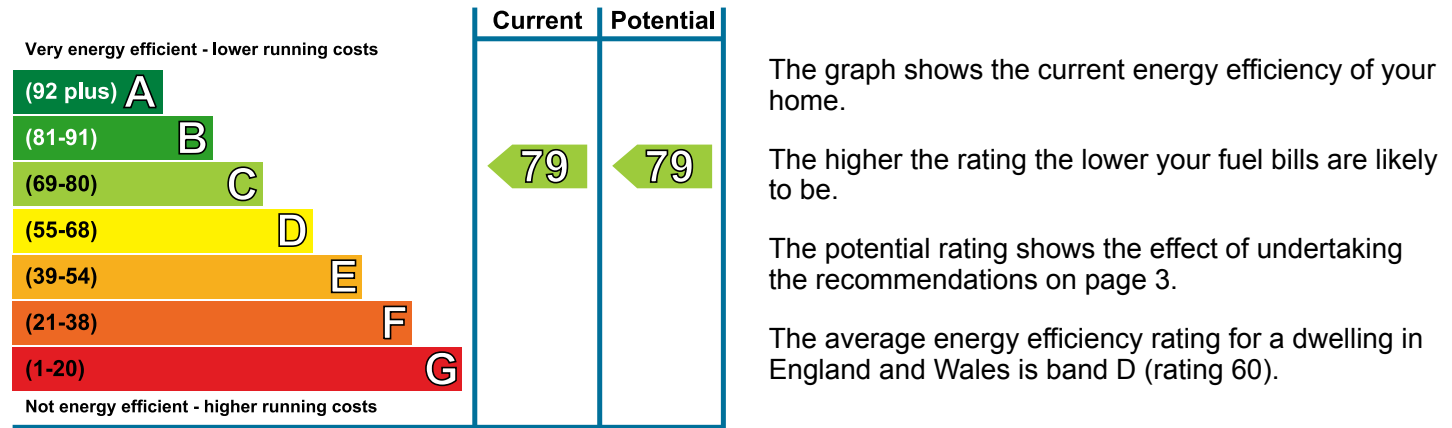 Current Potential
Very energy efficient - lower running costs
(92 plus) A
(81-91) B
(69-80) C
79 79
(55-68) D
(39-54) E
(21-38) F
(1-20) G
Not energy efficient - higher running costs
The graph shows the current energy efficiency of your
home.
The higher the rating the lower your fuel bills are likely
to be.
The potential rating shows the effect of undertaking
the recommendations on page 3.
The average energy efficiency rating for a dwelling in
England and Wales is band D (rating 60).